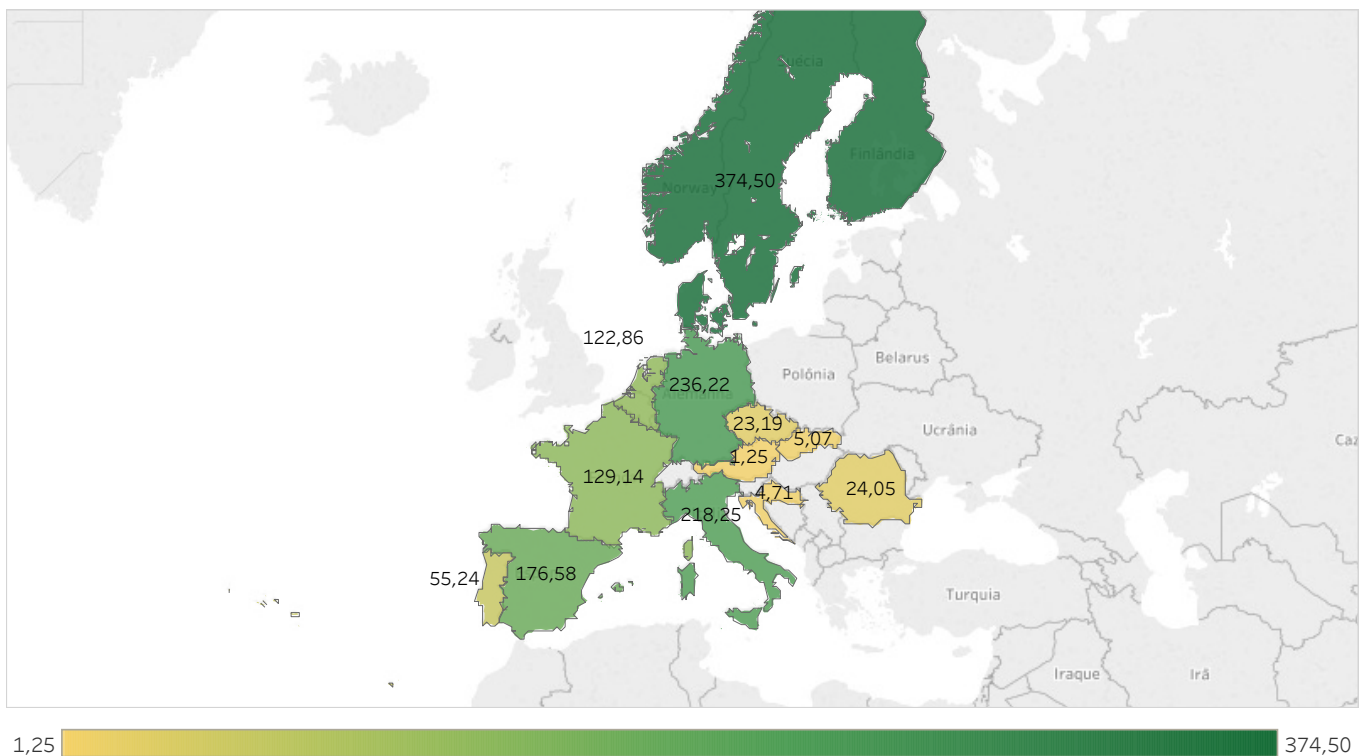 Suécia
Finlândia
Norway
374,50
122,86
Polónia
Belarus
236,22
Alemanha
23,19
5,07
Ucrânia
1,25
129,14
4,71
24,05
218,25
55,24
176,58
Turquia
Iraque
Irã
Caz
1,25
374,50